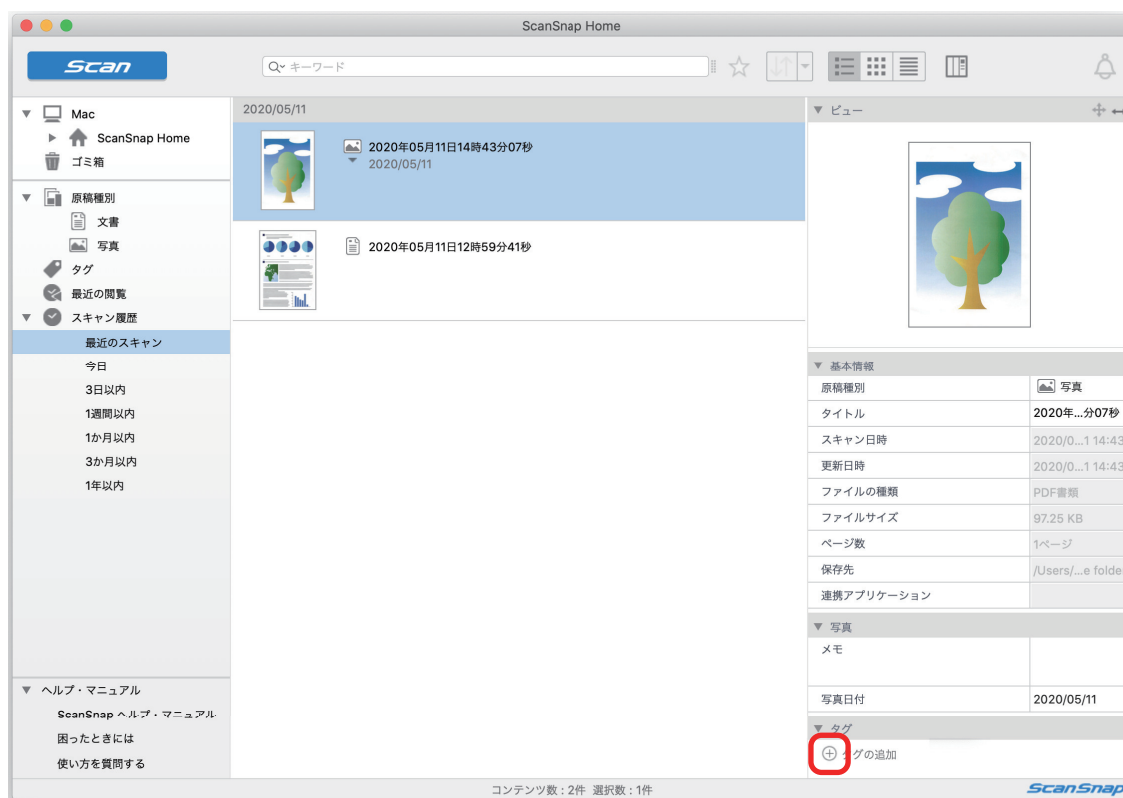 ScanSnap Home
Scan
キーワード
Mac
ScanSnap Home
ゴミ箱
原稿種別
文書
写真
タグ
最近の閲覧
スキャン履歴
最近のスキャン
今日
3日以内
1週間以内
1か月以内
3か月以内
1年以内
ヘルプ・マニュアル
ScanSnap ヘルプ・マニュアル
困ったときには
使い方を質問する
2020/05/11
2020年05月11日14時43分07秒
2020/05/11
2020年05月11日12時59分41秒
ビュー
基本情報
原稿種別 写真
タイトル 2020年...分07秒
スキャン日時 2020/0...1 14:43
更新日時 2020/0...1 14:43
ファイルの種類 PDF書類
ファイルサイズ 97.25 KB
ページ数 1ページ
保存先 /Users/...e folde
連携アプリケーション
写真
メモ
写真日付 2020/05/11
タグ
タグの追加
コンテンツ数 : 2件 選択数 : 1件
ScanSnap